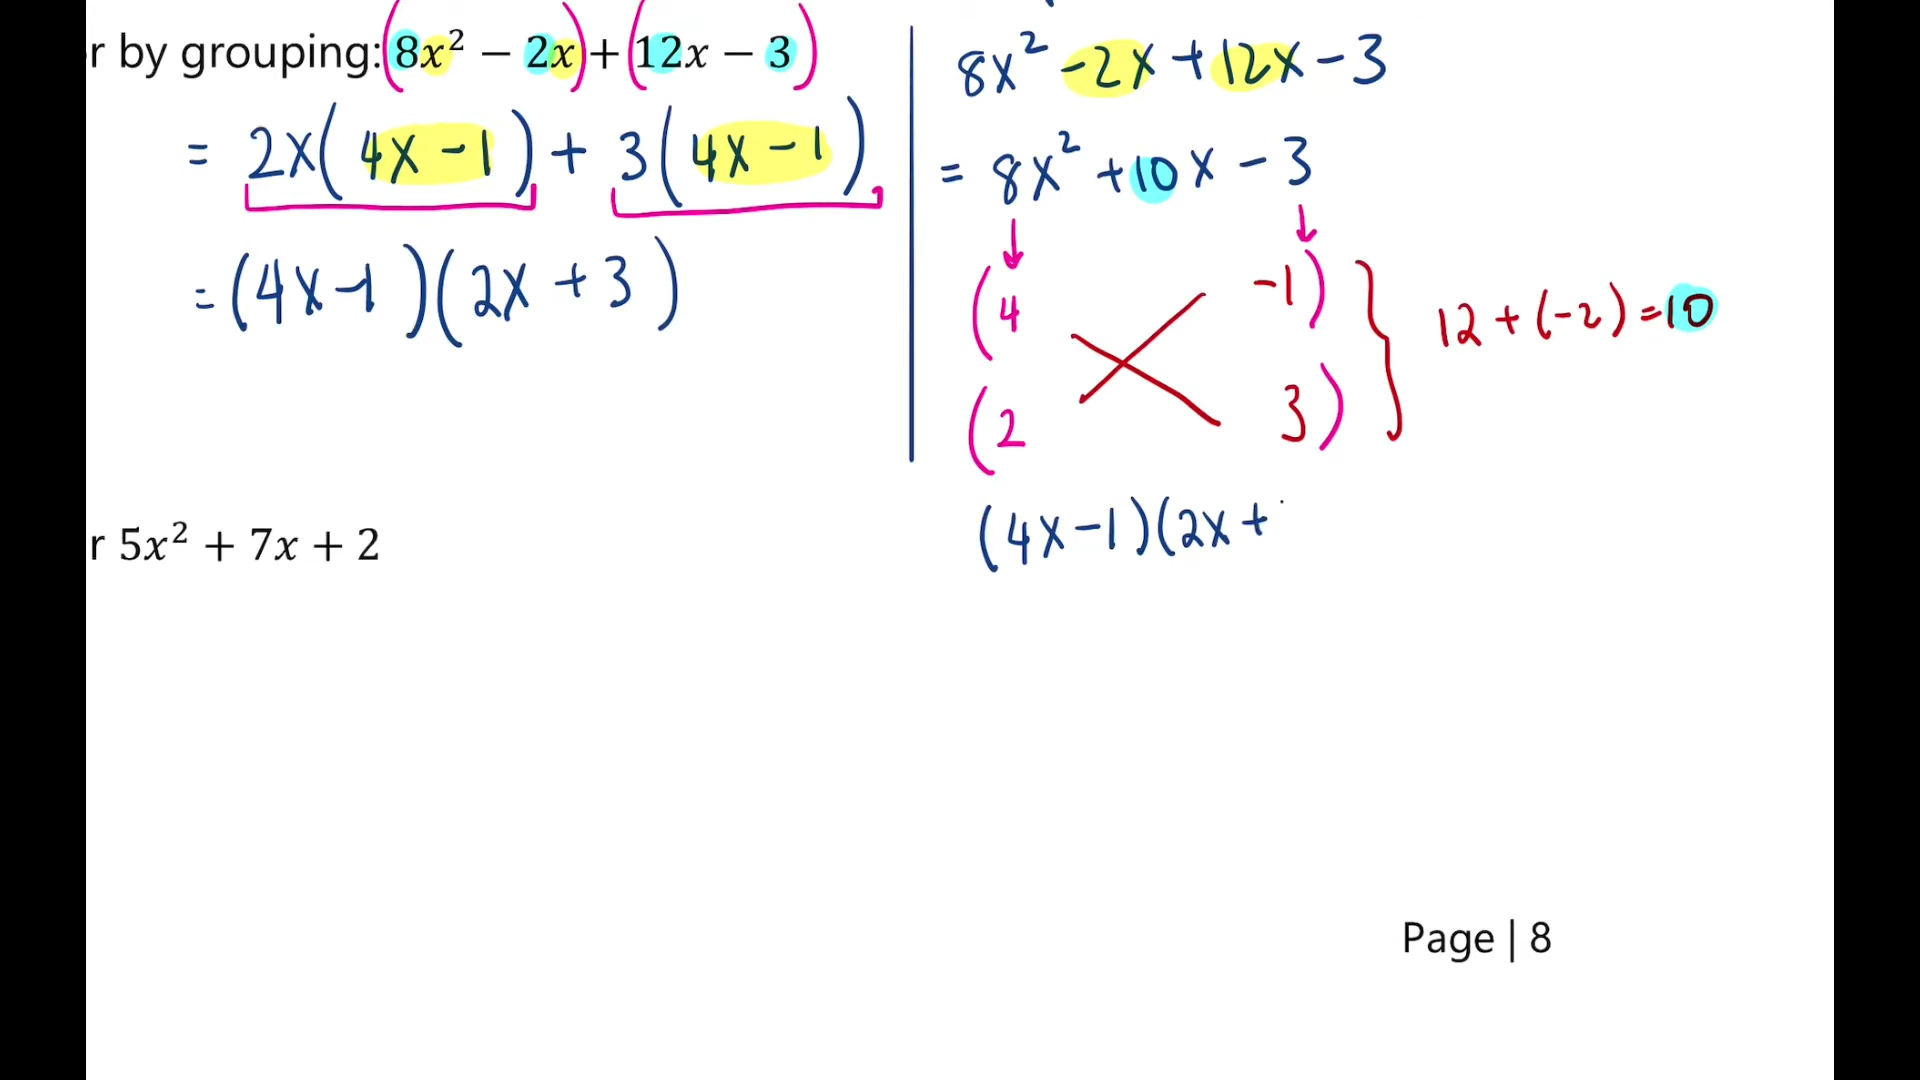 r by grouping: (8x² − 2x) + (12x − 3)
= 2x(4x − 1) + 3(4x − 1)
= (4x − 1)(2x + 3)
r 5x² + 7x + 2
8x² − 2x + 12x − 3
= 8x² + 10x − 3
(4 -1)
(2 3)
12 + (-2) = 10
(4x − 1)(2x +
Page | 8